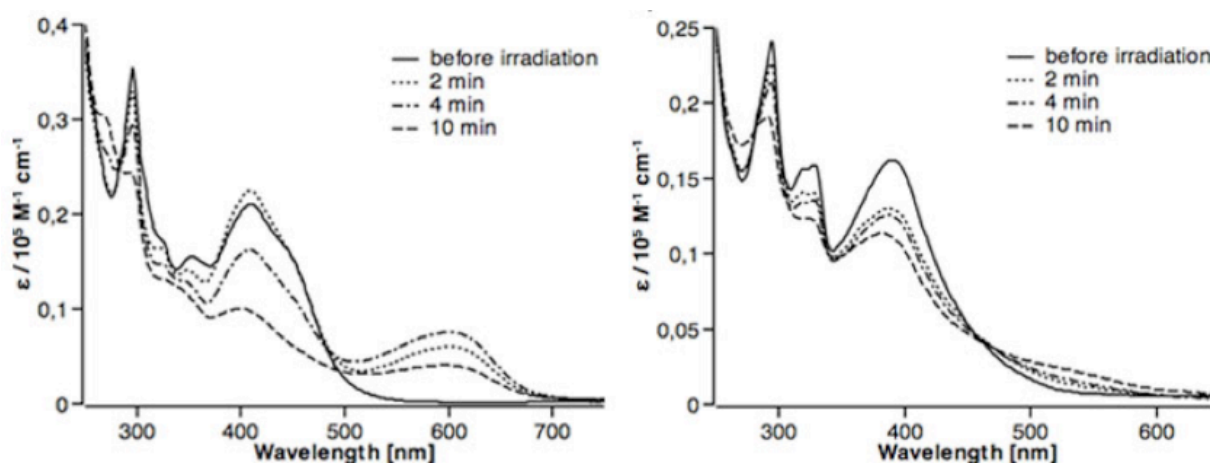 0,4
0,3
0,2
0,1
0
ε / 10⁵ M⁻¹ cm⁻¹
before irradiation
2 min
4 min
10 min
300 400 500 600 700
Wavelength [nm]
0,25
0,20
0,15
0,10
0,05
0
ε / 10⁵ M⁻¹ cm⁻¹
before irradiation
2 min
4 min
10 min
300 400 500 600
Wavelength [nm]